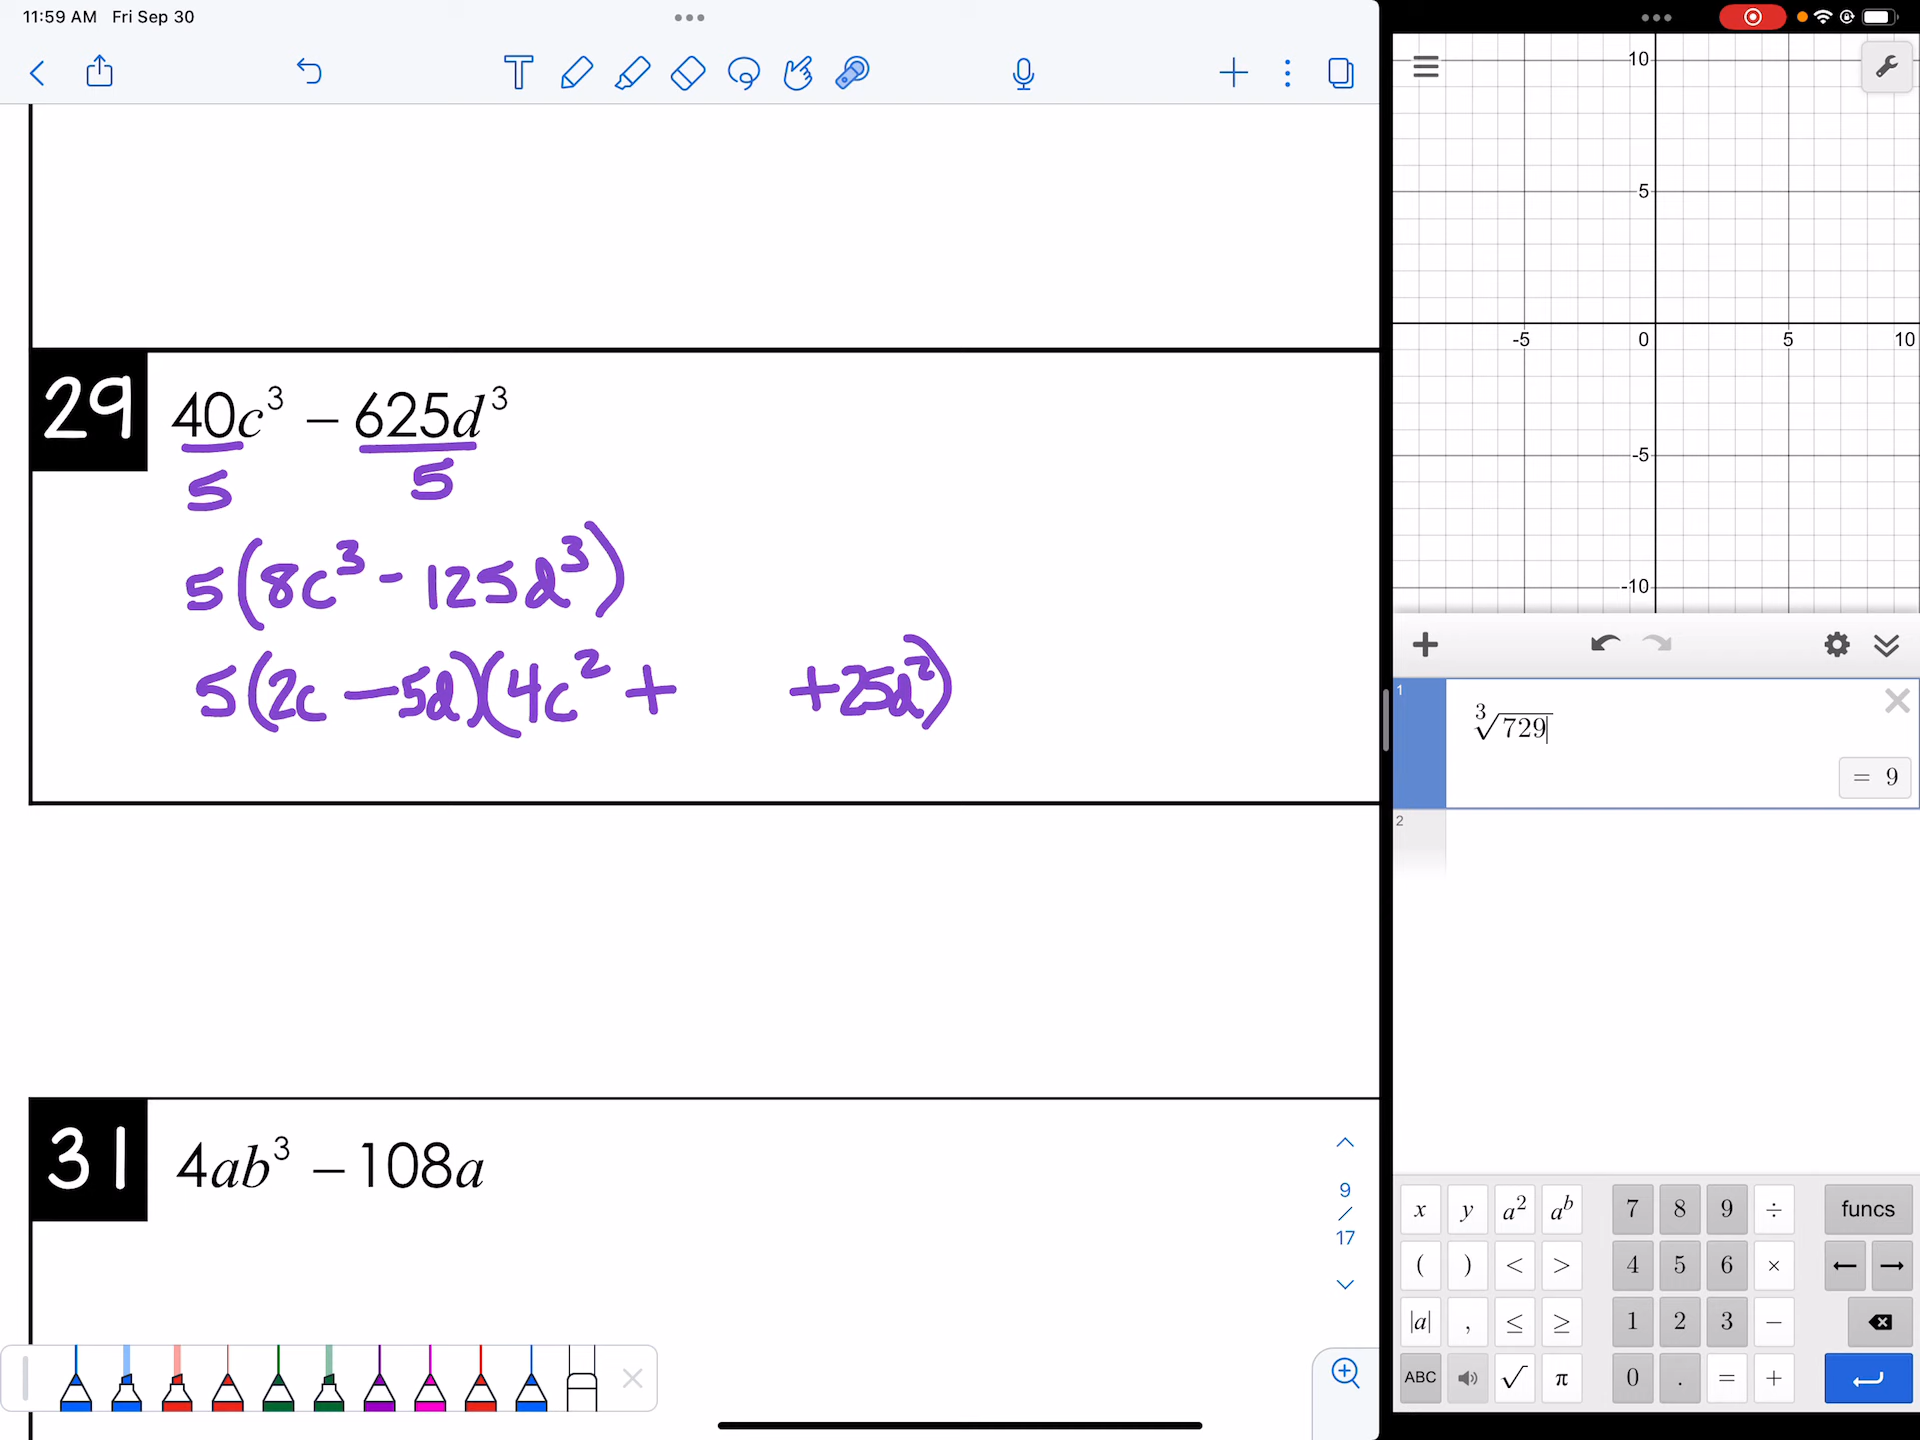 11:59 AM Fri Sep 30
29
40c³ – 625d³
5 5
5(8c³ - 125d³)
5(2c – 5d)(4c² + + 25d²)
31
4ab³ – 108a
9
/
17
10
5
-5 0 5 10
-5
-10
1
∛729
= 9
2
x y a² aᵇ 7 8 9 ÷ funcs
( ) < > 4 5 6 × ← →
|a| , ≤ ≥ 1 2 3 −
ABC √ π 0 . = +